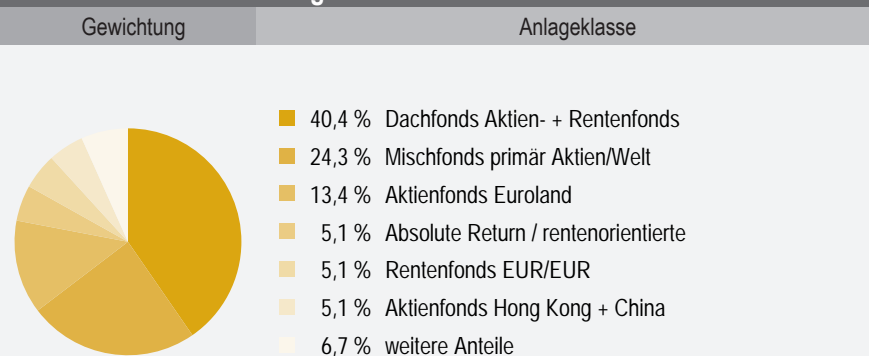 Gewichtung Anlageklasse
40,4 % Dachfonds Aktien- + Rentenfonds
24,3 % Mischfonds primär Aktien/Welt
13,4 % Aktienfonds Euroland
5,1 % Absolute Return / rentenorientierte
5,1 % Rentenfonds EUR/EUR
5,1 % Aktienfonds Hong Kong + China
6,7 % weitere Anteile